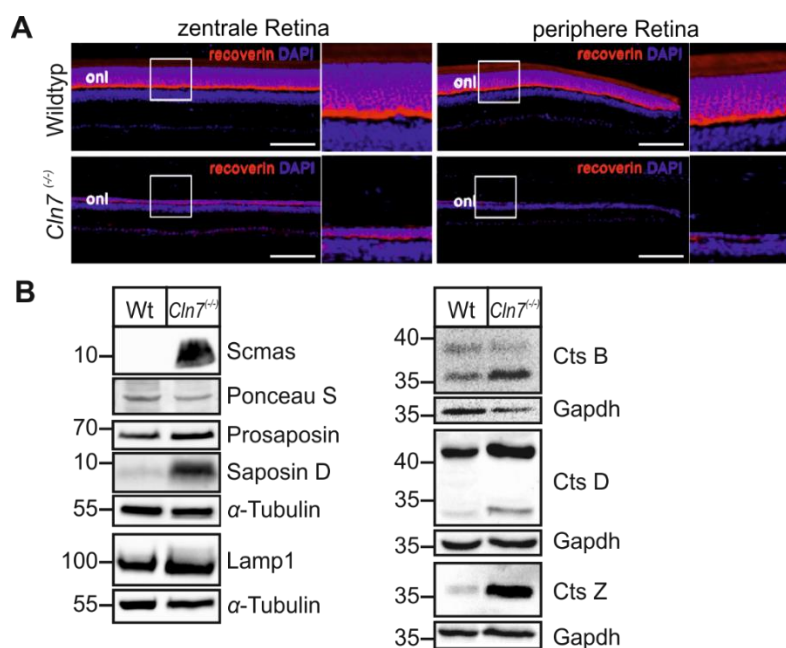 A
zentrale Retina
periphere Retina
Wildtyp
onl
recoverin DAPI
onl
recoverin DAPI
Cln7 (-/-)
onl
recoverin DAPI
onl
recoverin DAPI
B
Wt Cln7(-/-)
10 Scmas
Ponceau S
70 Prosaposin
10 Saposin D
55 α-Tubulin
100 Lamp1
55 α-Tubulin
Wt Cln7(-/-)
40
35
Cts B
35 Gapdh
40
35
Cts D
35 Gapdh
35 Cts Z
35 Gapdh